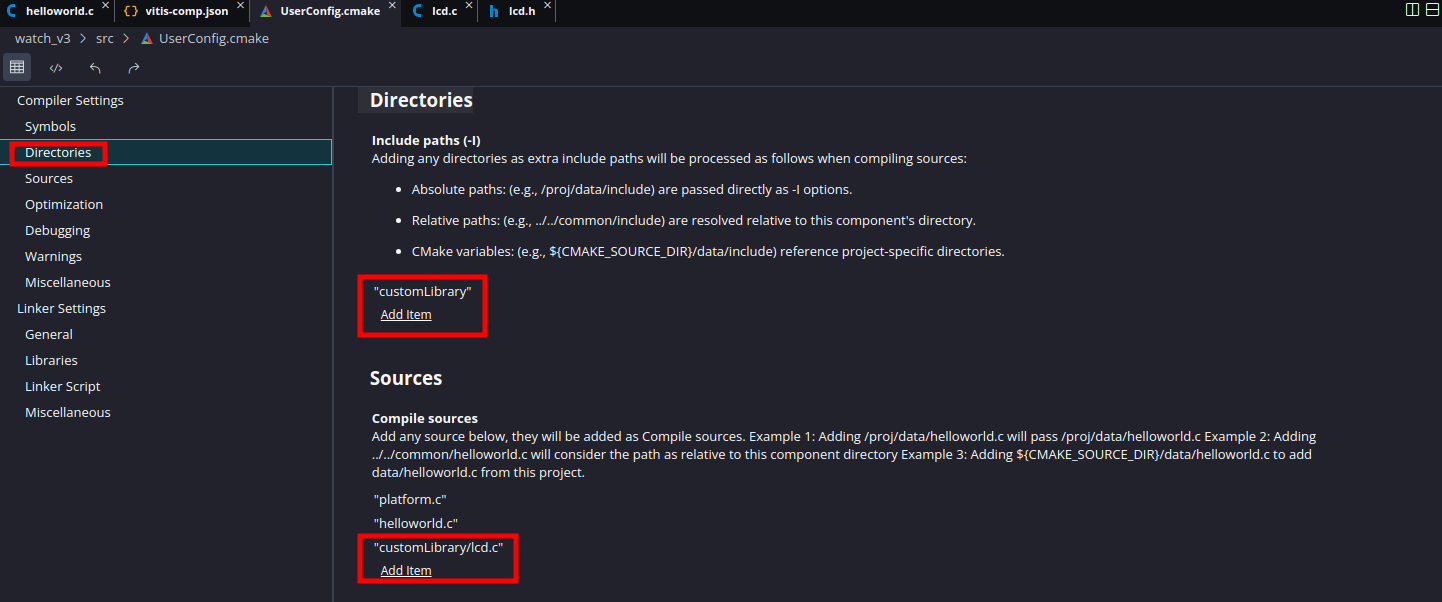 helloworld.c
vitis-comp.json
UserConfig.cmake
lcd.c
lcd.h
watch_v3 > src > UserConfig.cmake
Compiler Settings
Symbols
Directories
Sources
Optimization
Debugging
Warnings
Miscellaneous
Linker Settings
General
Libraries
Linker Script
Miscellaneous
Directories
Include paths (-I)
Adding any directories as extra include paths will be processed as follows when compiling sources:
• Absolute paths: (e.g., /proj/data/include) are passed directly as -I options.
• Relative paths: (e.g., ../../common/include) are resolved relative to this component's directory.
• CMake variables: (e.g., ${CMAKE_SOURCE_DIR}/data/include) reference project-specific directories.
"customLibrary"
Add Item
Sources
Compile sources
Add any source below, they will be added as Compile sources. Example 1: Adding /proj/data/helloworld.c will pass /proj/data/helloworld.c Example 2: Adding
../../common/helloworld.c will consider the path as relative to this component directory Example 3: Adding ${CMAKE_SOURCE_DIR}/data/helloworld.c to add
data/helloworld.c from this project.
"platform.c"
"helloworld.c"
"customLibrary/lcd.c"
Add Item